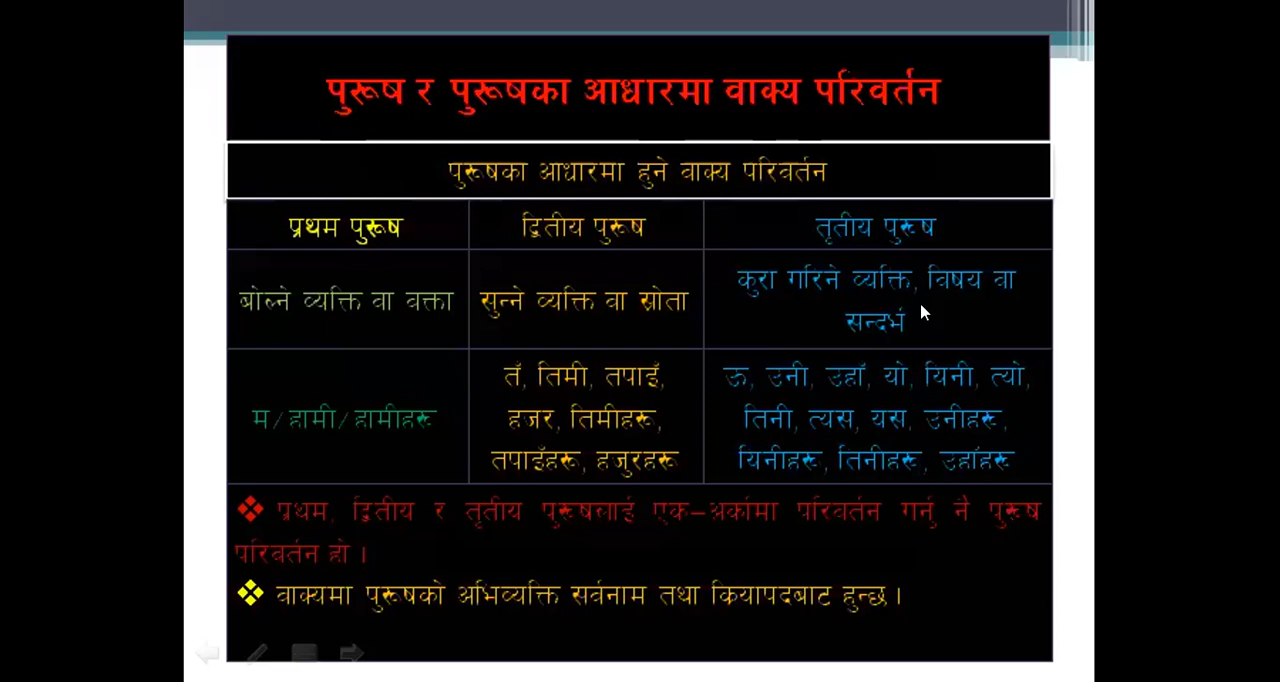 पुरूष र पुरूषका आधारमा वाक्य परिवर्तन
पुरूषका आधारमा हुने वाक्य परिवर्तन
प्रथम पुरूष द्वितीय पुरूष तृतीय पुरूष
बोल्ने व्यक्ति वा वक्ता
सुन्ने व्यक्ति वा स्रोता
कुरा गरिने व्यक्ति, विषय वा
सन्दर्भ
म/हामी/हामीहरू
तँ, तिमी, तपाइँ,
हजर, तिमीहरू,
तपाइँहरू, हजुरहरू
ऊ, उनी, उहाँ, यो, यिनी, त्यो,
तिनी, त्यस, यस, उनीहरू,
यिनीहरू, तिनीहरू, उहाँहरू
❖ प्रथम, द्वितीय र तृतीय पुरूषलाई एक-अर्कामा परिवर्तन गर्नु नै पुरूष
परिवर्तन हो ।
❖ वाक्यमा पुरूषको अभिव्यक्ति सर्वनाम तथा क्रियापदबाट हुन्छ ।